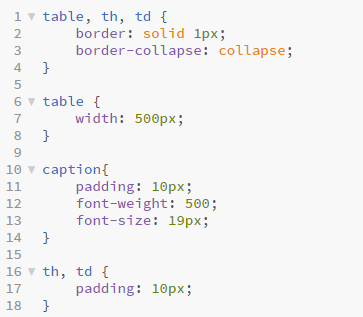 1 table, th, td {
2     border: solid 1px;
3     border-collapse: collapse;
4 }
5
6 table {
7     width: 500px;
8 }
9
10 caption{
11     padding: 10px;
12     font-weight: 500;
13     font-size: 19px;
14 }
15
16 th, td {
17     padding: 10px;
18 }